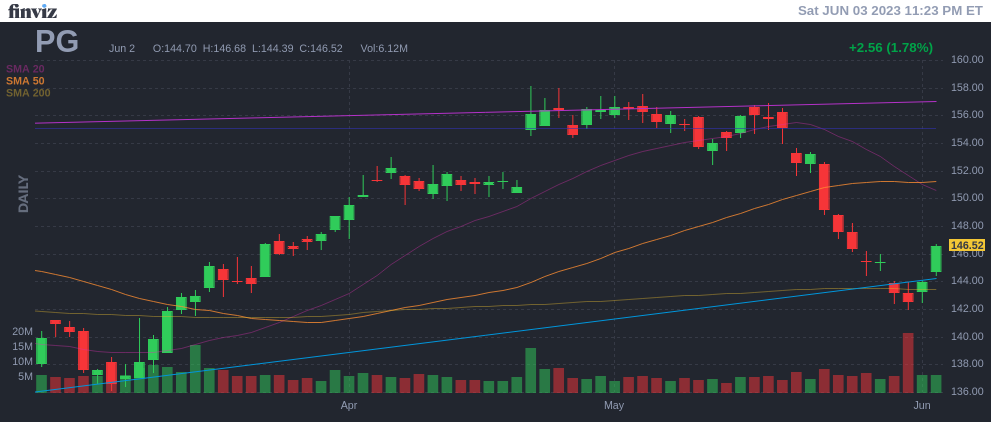 finviz
Sat JUN 03 2023 11:23 PM ET
PG
Jun 2 O:144.70 H:146.68 L:144.39 C:146.52 Vol:6.12M
+2.56 (1.78%)
SMA 20
SMA 50
SMA 200
DAILY
160.00
158.00
156.00
154.00
152.00
150.00
148.00
146.52
146.00
144.00
142.00
140.00
138.00
136.00
20M
15M
10M
5M
Apr May Jun